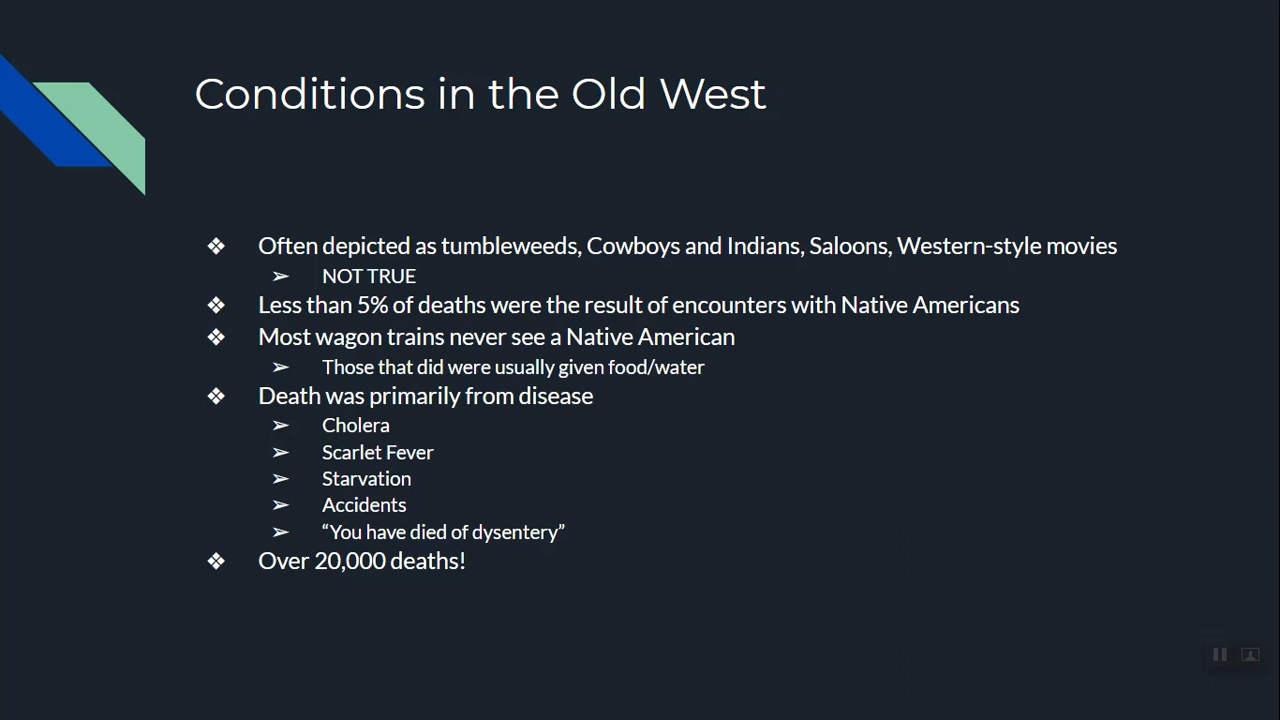 Conditions in the Old West
❖ Often depicted as tumbleweeds, Cowboys and Indians, Saloons, Western-style movies
➢ NOT TRUE
❖ Less than 5% of deaths were the result of encounters with Native Americans
❖ Most wagon trains never see a Native American
➢ Those that did were usually given food/water
❖ Death was primarily from disease
➢ Cholera
➢ Scarlet Fever
➢ Starvation
➢ Accidents
➢ “You have died of dysentery”
❖ Over 20,000 deaths!